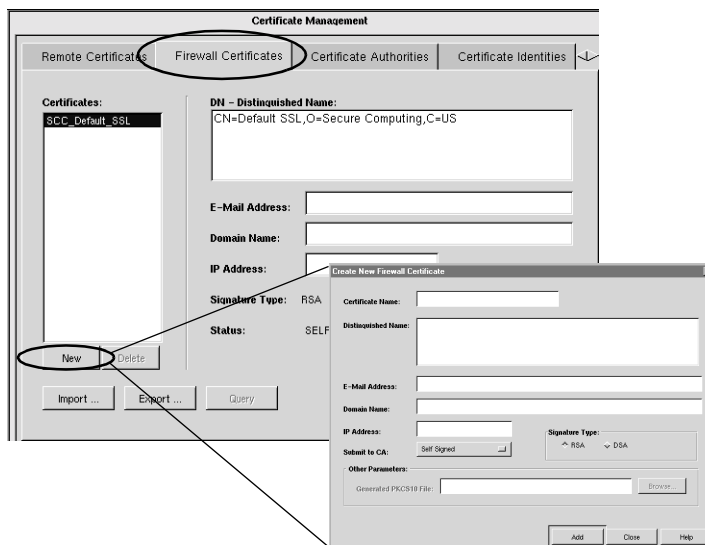 Certificate Management
Remote Certificates Firewall Certificates Certificate Authorities Certificate Identities
Certificates:
SCC_Default_SSL
DN - Distinguished Name:
CN=Default SSL,O=Secure Computing,C=US
E-Mail Address:
Domain Name:
IP Address:
Signature Type: RSA
Status: SELF
New Delete
Import ... Export ... Query
Create New Firewall Certificate
Certificate Name:
Distinguished Name:
E-Mail Address:
Domain Name:
IP Address:
Submit to CA: Self Signed
Signature Type:
RSA DSA
Other Parameters:
Generated PKCS10 File: Browse...
Add Close Help